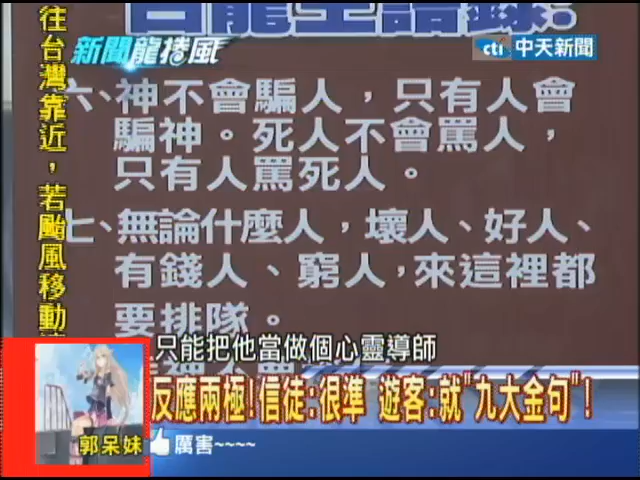 往台灣靠近，若颱風移動
新聞龍捲風
cti 中天新聞
六、神不會騙人，只有人會
騙神。死人不會罵人，
只有人罵死人。
七、無論什麼人，壞人、好人、
有錢人、窮人，來這裡都
要排隊。
只能把他當做個心靈導師
反應兩極!信徒:很準 遊客:就"九大金句"!
郭呆妹
厲害~~~~